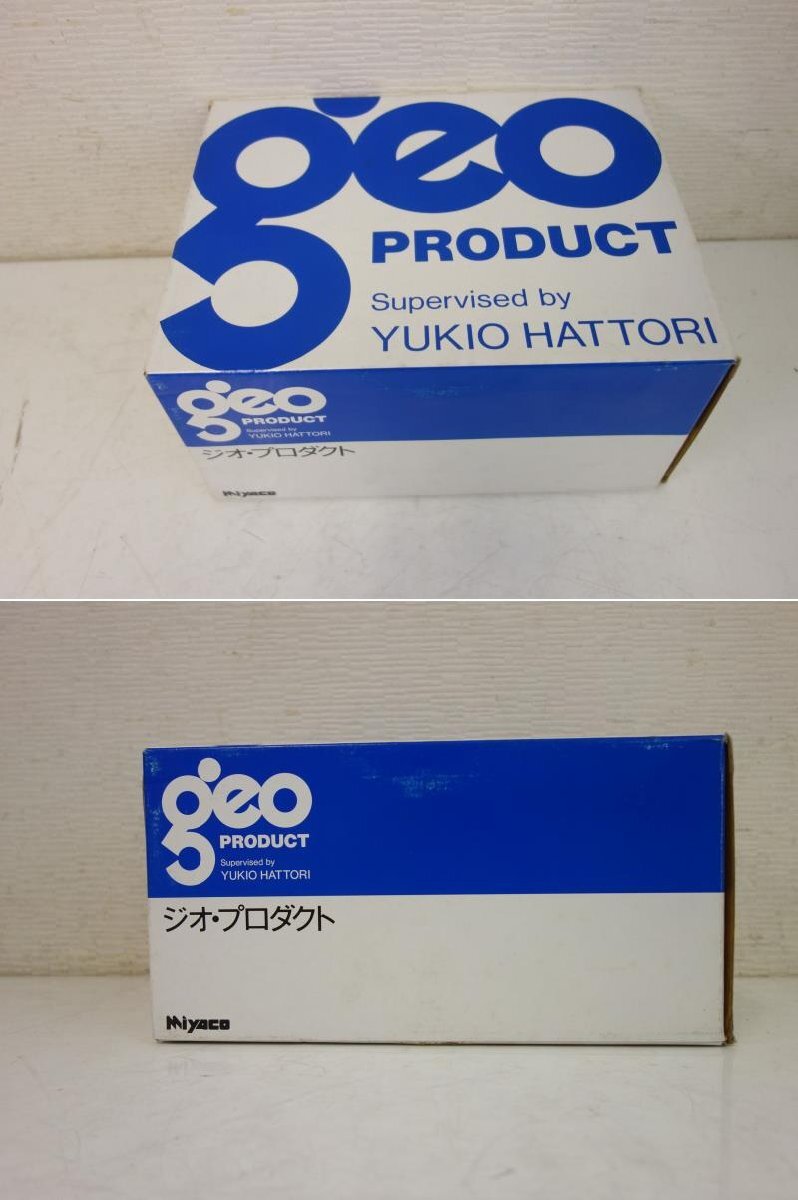 geo
PRODUCT
Supervised by
YUKIO HATTORI
geo
PRODUCT
Supervised by
YUKIO HATTORI
ジオ・プロダクト
Miyaco
geo
PRODUCT
Supervised by
YUKIO HATTORI
ジオ・プロダクト
Miyaco